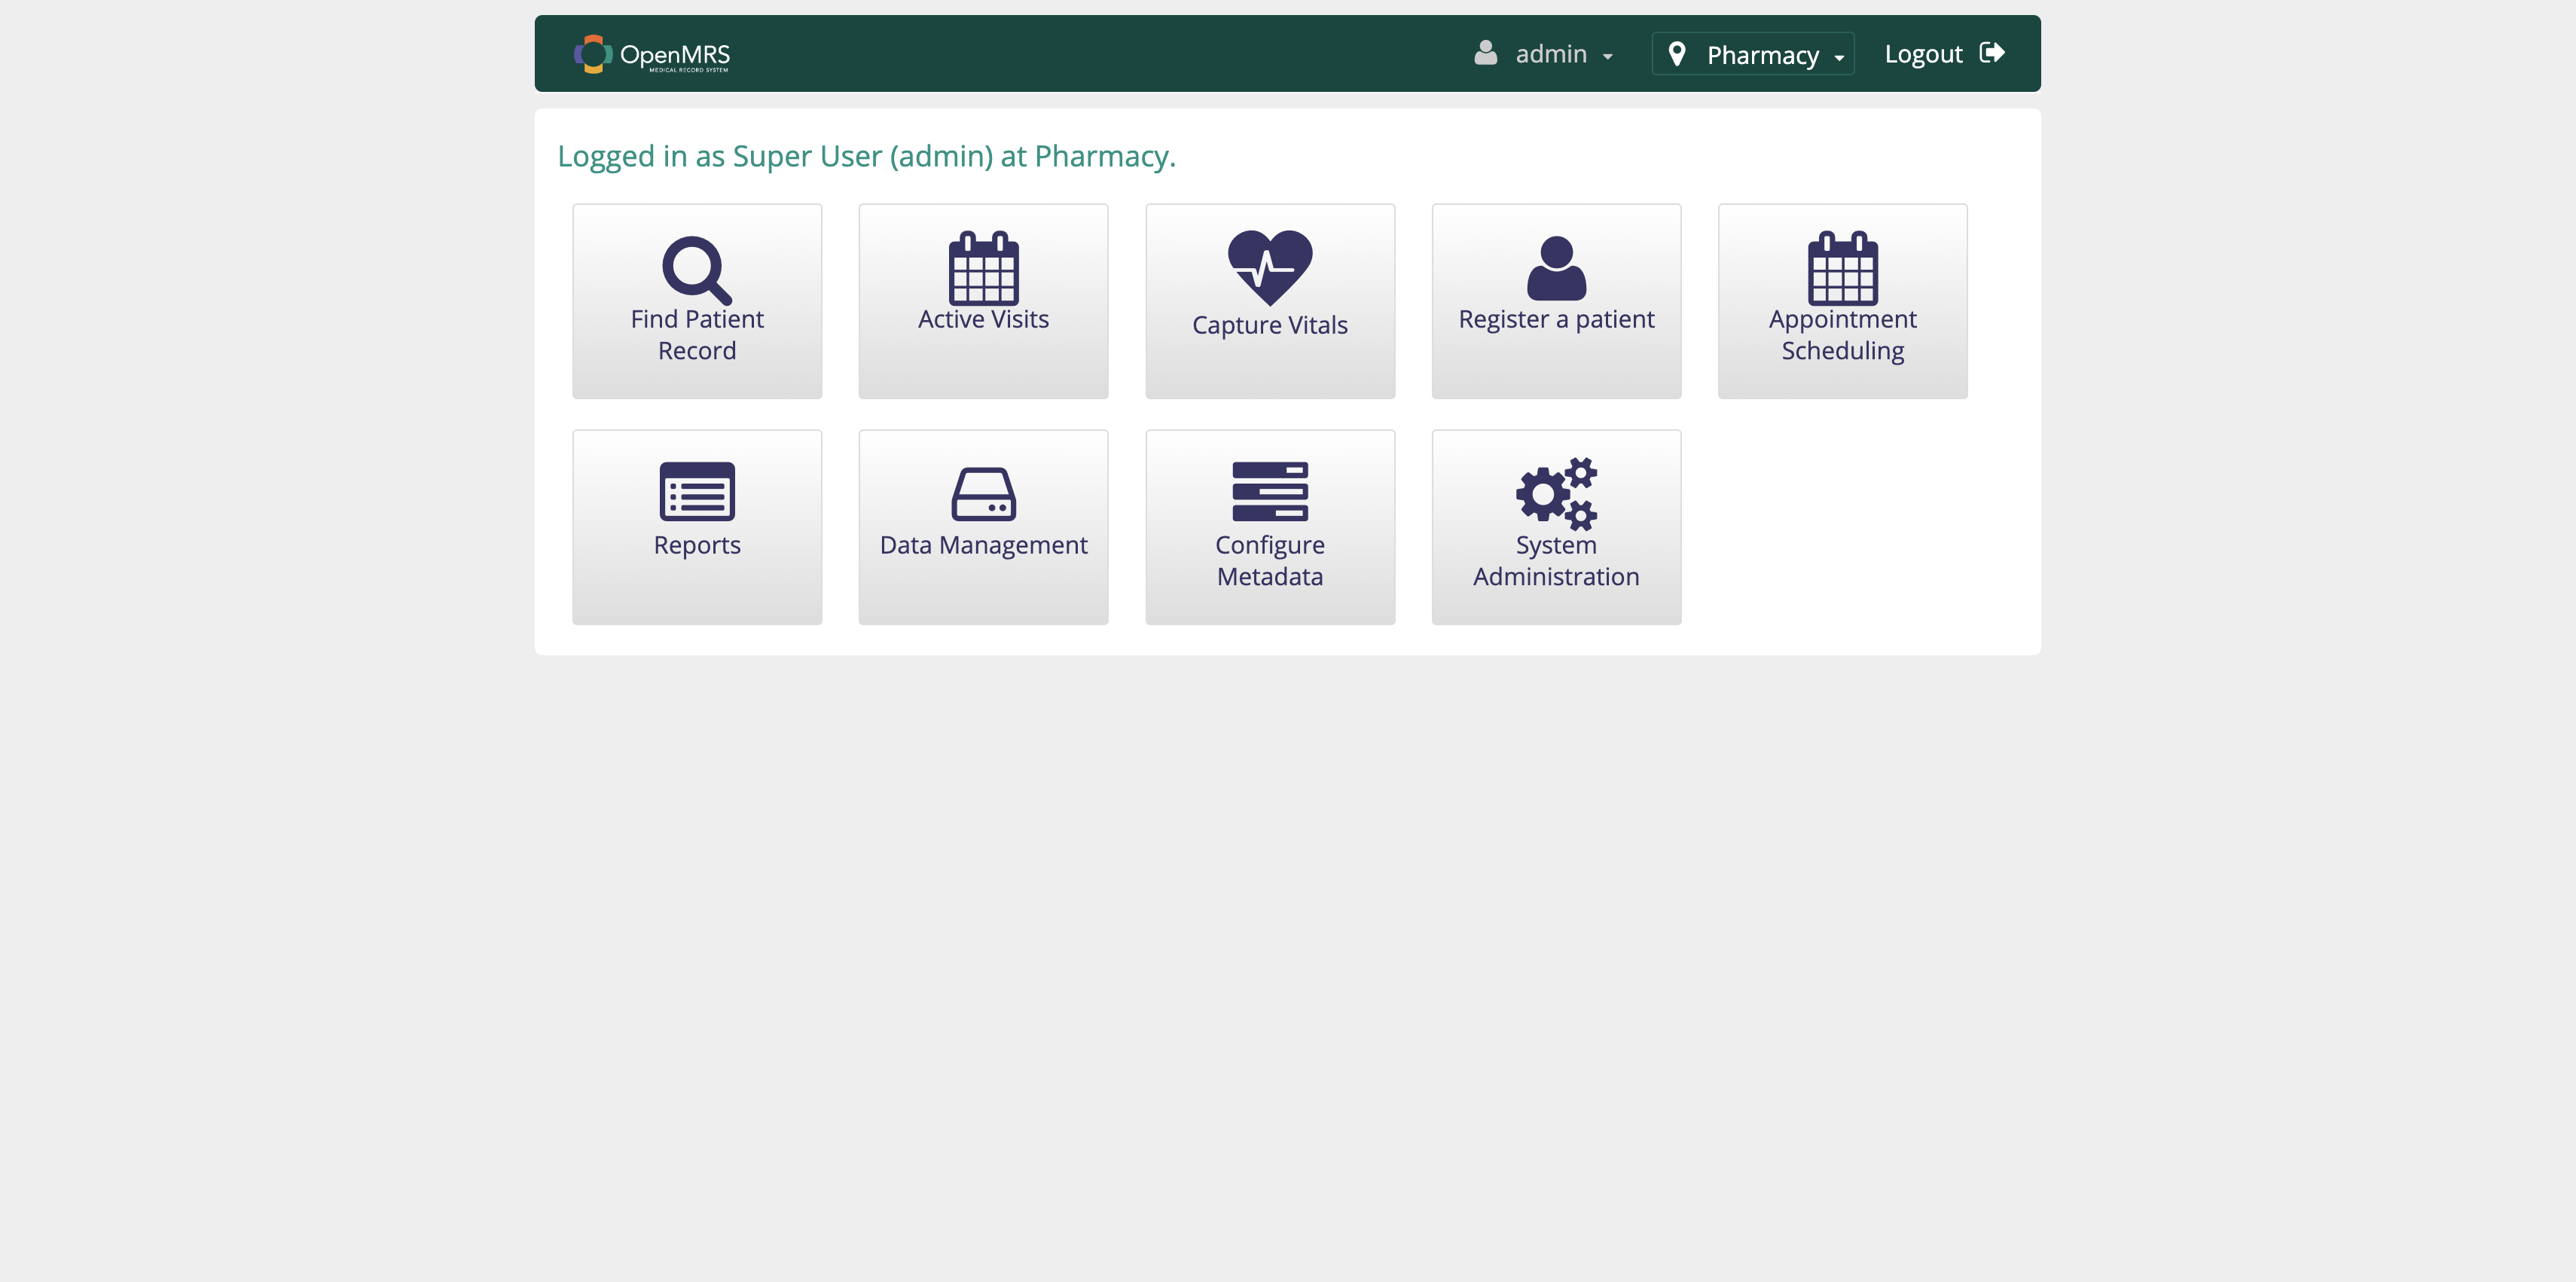 OpenMRS
MEDICAL RECORD SYSTEM
admin
Pharmacy
Logout
Logged in as Super User (admin) at Pharmacy.
Find Patient
Record
Active Visits
Capture Vitals
Register a patient
Appointment
Scheduling
Reports
Data Management
Configure
Metadata
System
Administration